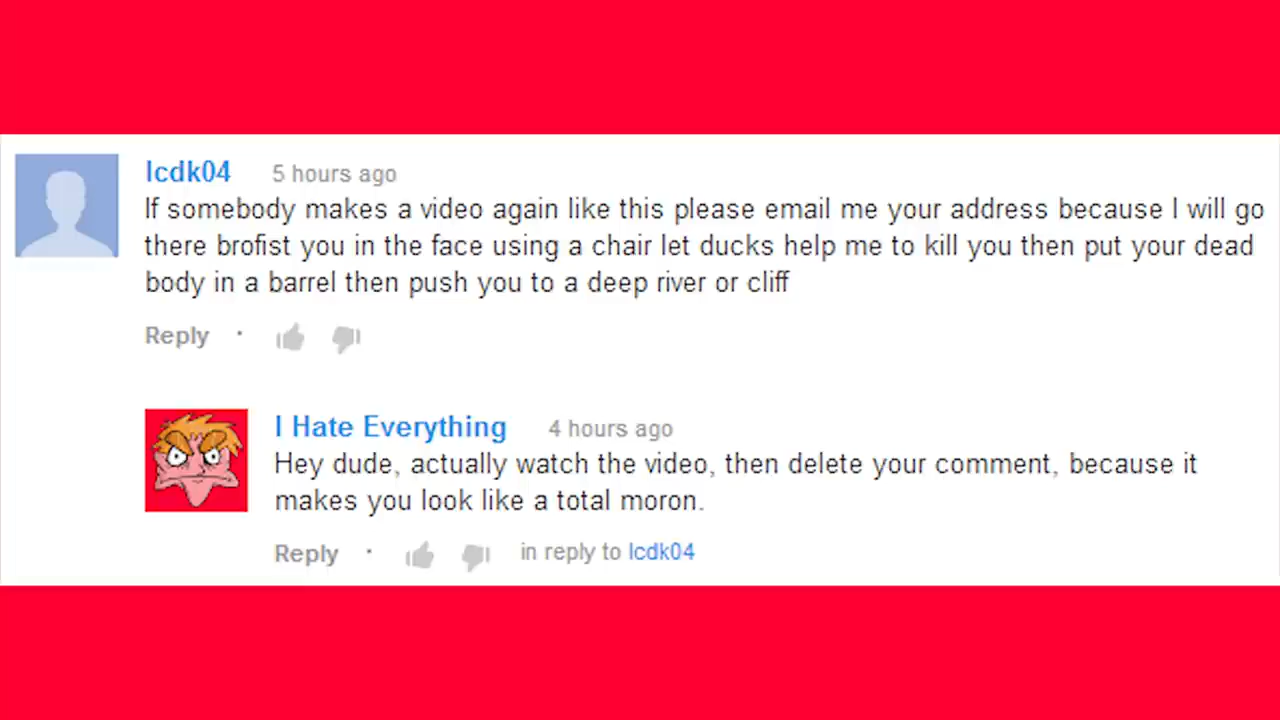 lcdk04 5 hours ago
If somebody makes a video again like this please email me your address because I will go
there brofist you in the face using a chair let ducks help me to kill you then put your dead
body in a barrel then push you to a deep river or cliff
Reply ·
I Hate Everything 4 hours ago
Hey dude, actually watch the video, then delete your comment, because it
makes you look like a total moron.
Reply · in reply to lcdk04